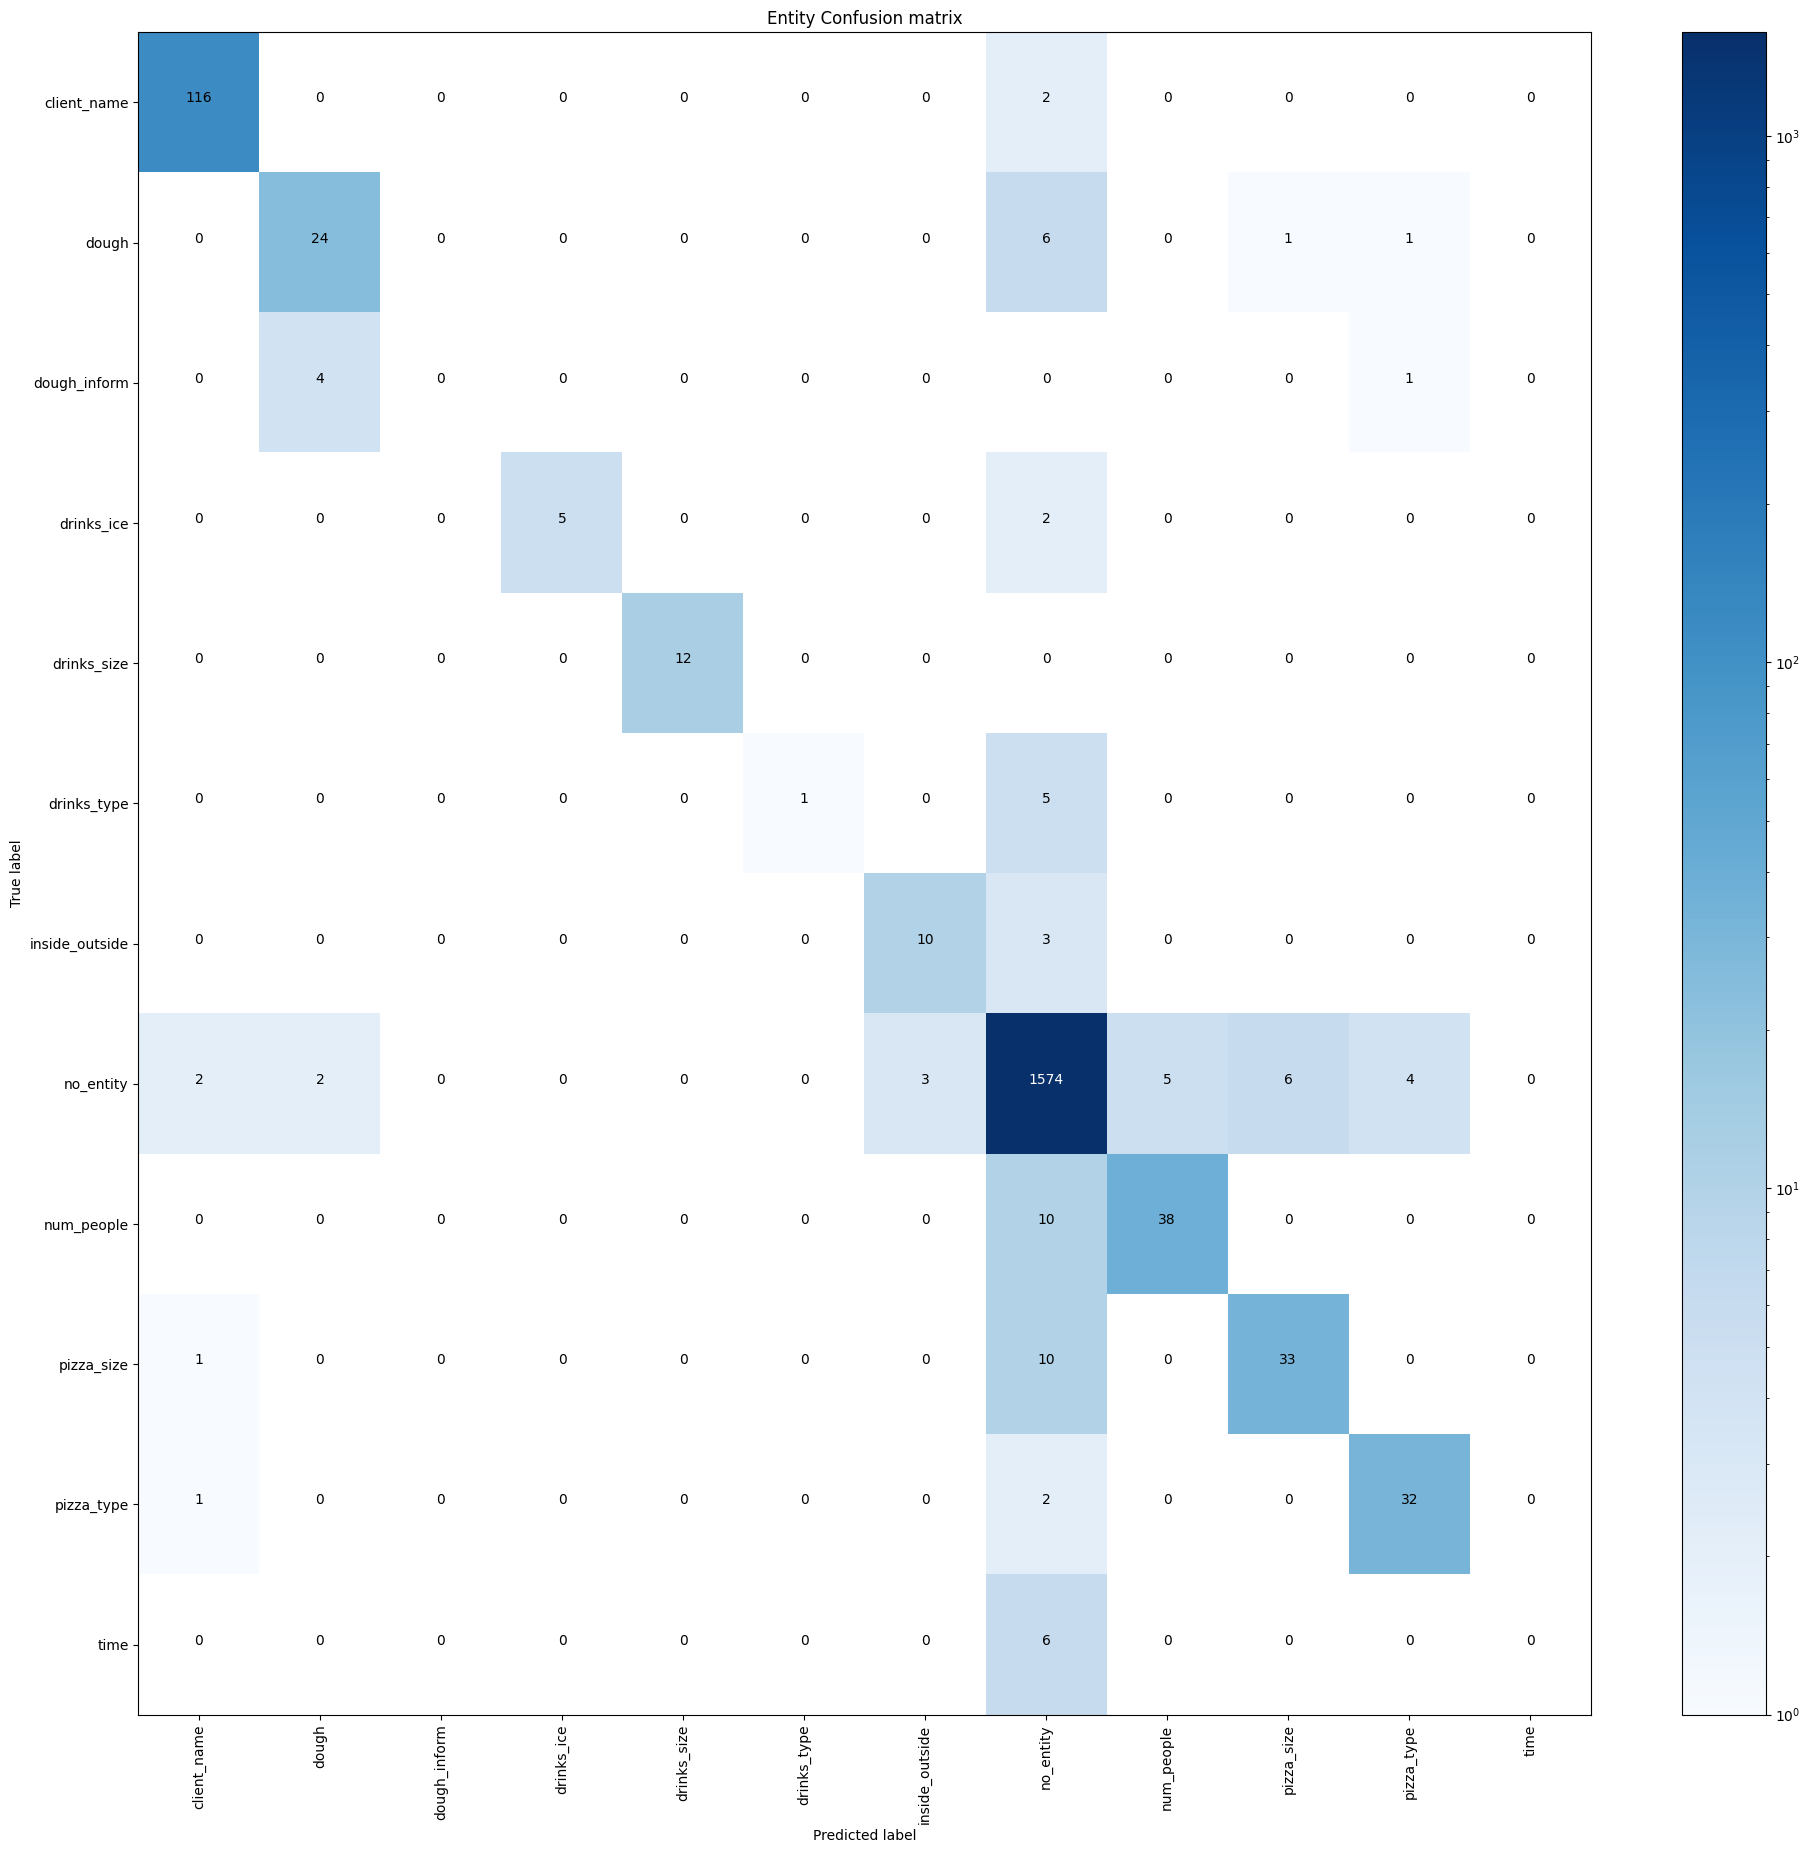 Entity Confusion matrix
client_name 116 0 0 0 0 0 2 0 0 0 0
dough 0 24 0 0 0 0 0 6 0 1 1 0
dough_inform 0 4 0 0 0 0 0 0 0 0 1 0
drinks_ice 0 0 0 5 0 0 0 2 0 0 0 0
drinks_size 0 0 0 0 12 0 0 0 0 0 0 0
drinks_type 0 0 0 0 0 1 0 5 0 0 0 0
inside_outside 0 0 0 0 0 0 10 3 0 0 0 0
no_entity 2 2 0 0 0 0 3 1574 5 6 4 0
num_people 0 0 0 0 0 0 0 10 38 0 0 0
pizza_size 1 0 0 0 0 0 0 10 0 33 0 0
pizza_type 1 0 0 0 0 0 0 2 0 0 32 0
time 0 0 0 0 0 0 0 6 0 0 0 0
True label
client_name
dough
dough_inform
drinks_ice
drinks_size
drinks_type
inside_outside
no_entity
num_people
pizza_size
pizza_type
time
Predicted label
10³
10²
10¹
10⁰